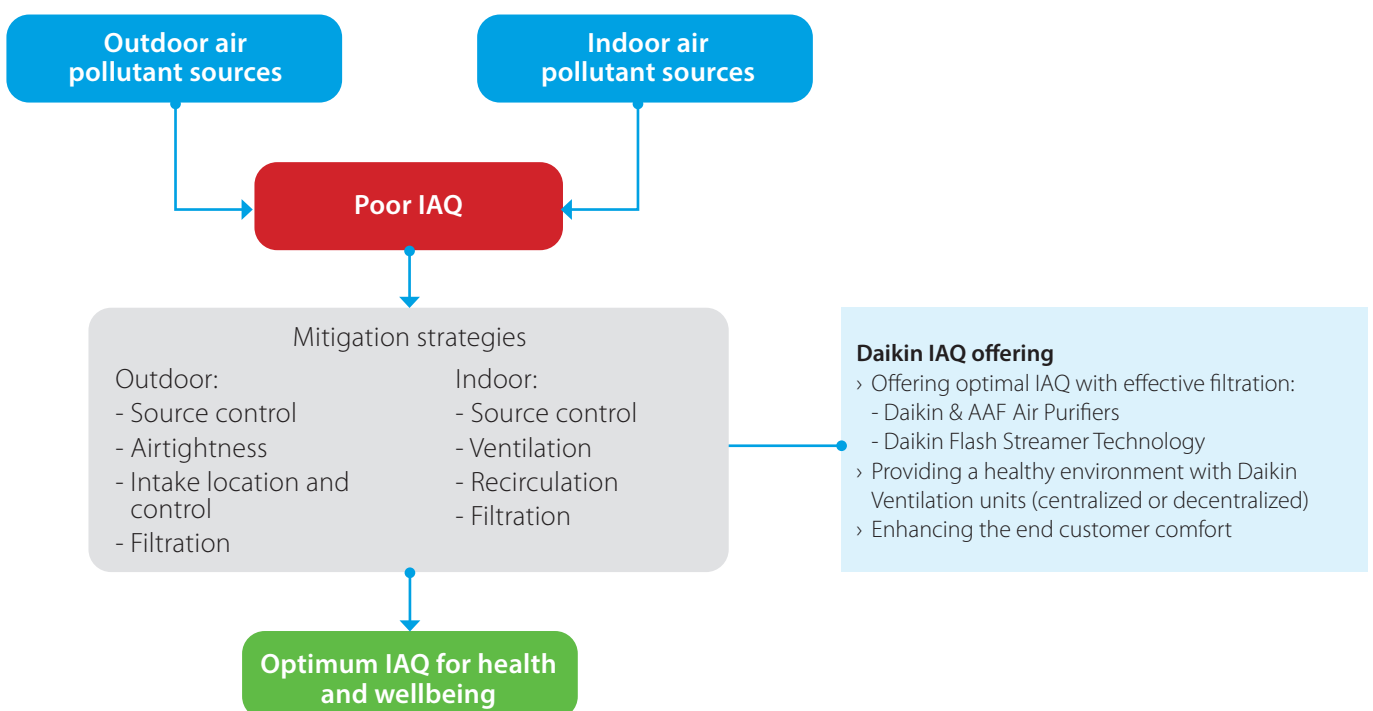 Outdoor air
pollutant sources
Indoor air
pollutant sources
Poor IAQ
Mitigation strategies
Outdoor:
- Source control
- Airtightness
- Intake location and
control
- Filtration
Indoor:
- Source control
- Ventilation
- Recirculation
- Filtration
Daikin IAQ offering
› Offering optimal IAQ with effective filtration:
- Daikin & AAF Air Purifiers
- Daikin Flash Streamer Technology
› Providing a healthy environment with Daikin
Ventilation units (centralized or decentralized)
› Enhancing the end customer comfort
Optimum IAQ for health
and wellbeing